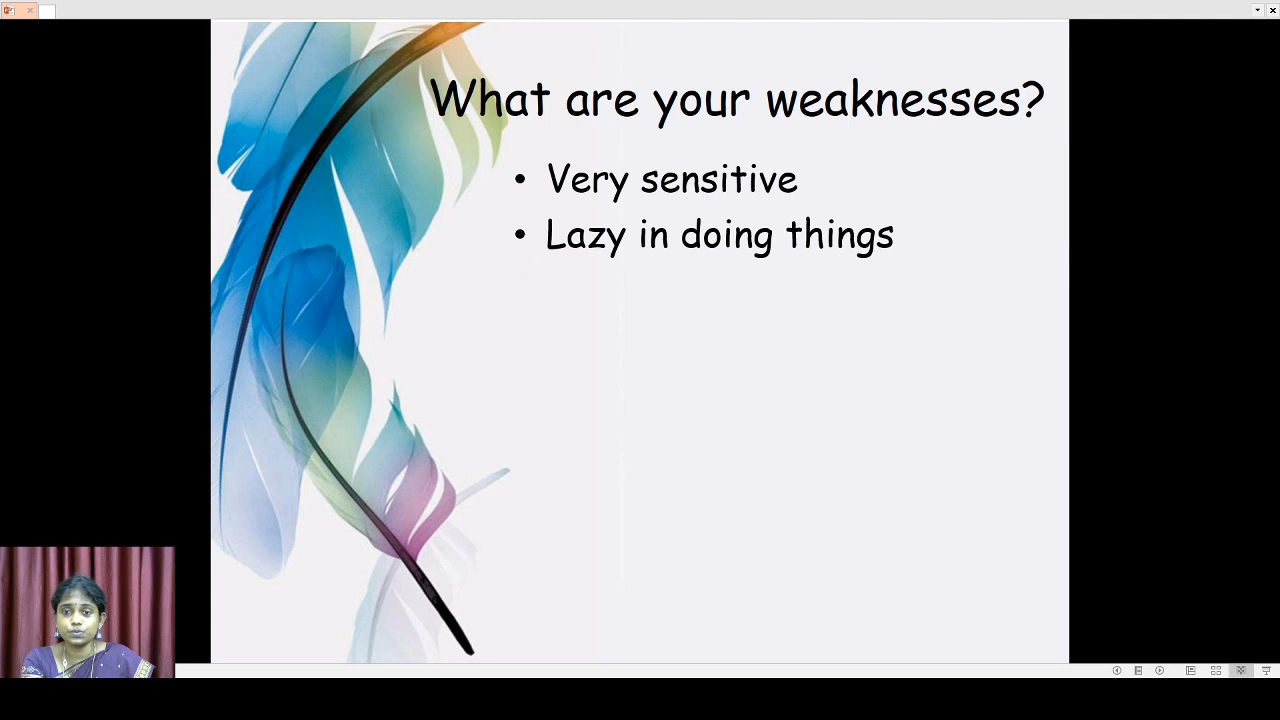 What are your weaknesses?
• Very sensitive
• Lazy in doing things